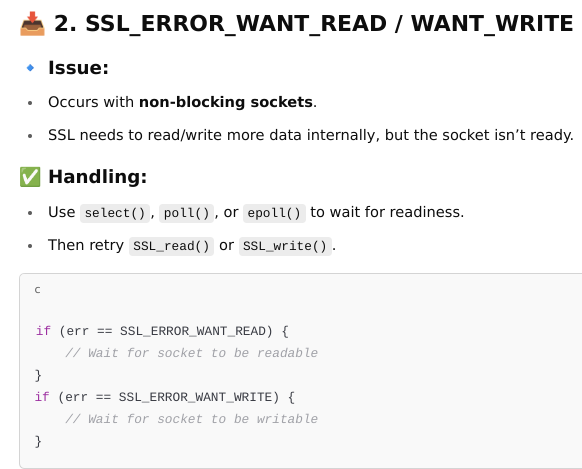 📥 2. SSL_ERROR_WANT_READ / WANT_WRITE
🔹 Issue:
• Occurs with non-blocking sockets.
• SSL needs to read/write more data internally, but the socket isn’t ready.
✅ Handling:
• Use select(), poll(), or epoll() to wait for readiness.
• Then retry SSL_read() or SSL_write().
c
if (err == SSL_ERROR_WANT_READ) {
    // Wait for socket to be readable
}
if (err == SSL_ERROR_WANT_WRITE) {
    // Wait for socket to be writable
}